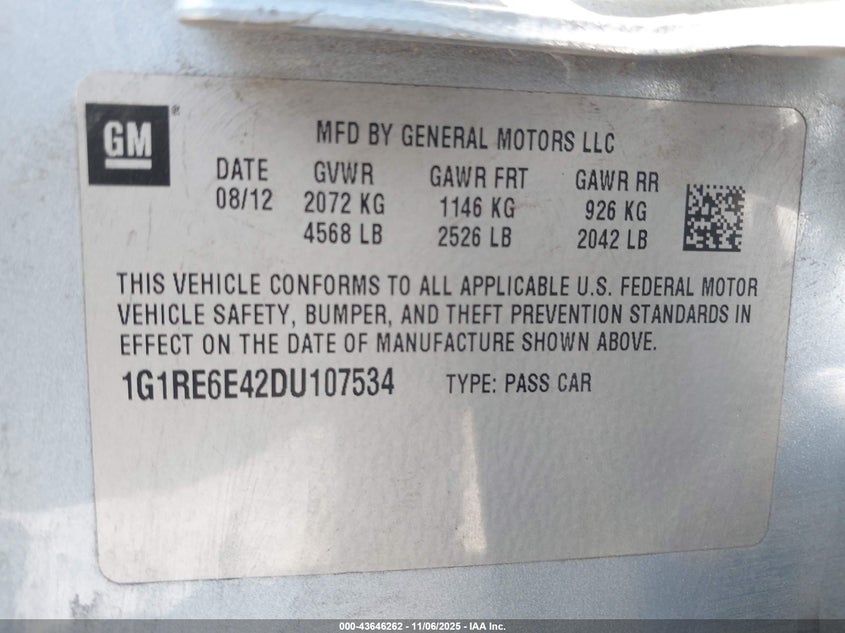 GM®
MFD BY GENERAL MOTORS LLC
DATE GVWR GAWR FRT GAWR RR
08/12 2072 KG 1146 KG 926 KG
4568 LB 2526 LB 2042 LB
THIS VEHICLE CONFORMS TO ALL APPLICABLE U.S. FEDERAL MOTOR
VEHICLE SAFETY, BUMPER, AND THEFT PREVENTION STANDARDS IN
EFFECT ON THE DATE OF MANUFACTURE SHOWN ABOVE.
1G1RE6E42DU107534 TYPE: PASS CAR
000-43646262 - 11/06/2025 - IAA Inc.